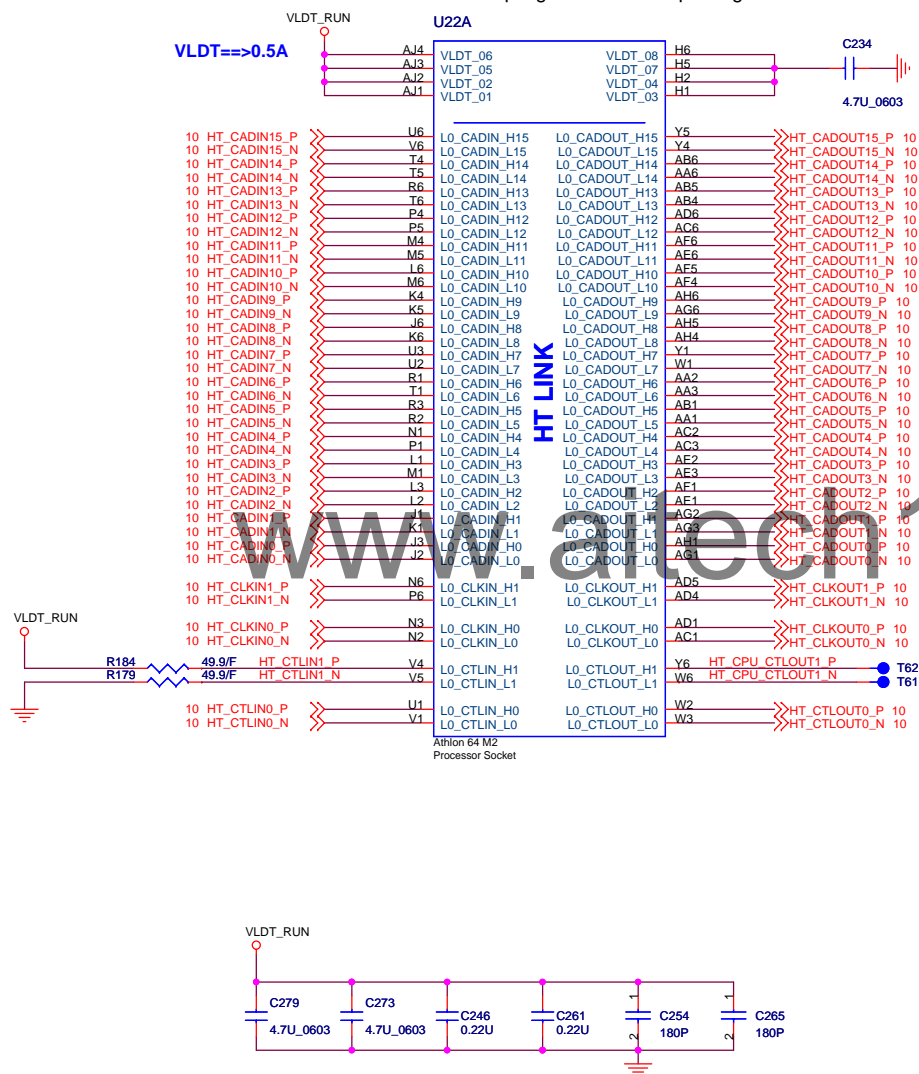 VLDT_RUN
U22A
VLDT==>0.5A
AJ4 VLDT_06 VLDT_08 H6
AJ3 VLDT_05 VLDT_07 H5
AJ2 VLDT_02 VLDT_04 H2
AJ1 VLDT_01 VLDT_03 H1
C234
4.7U_0603
10 HT_CADIN15_P U6 L0_CADIN_H15 L0_CADOUT_H15 Y5 HT_CADOUT15_P 10
10 HT_CADIN15_N V6 L0_CADIN_L15 L0_CADOUT_L15 Y4 HT_CADOUT15_N 10
10 HT_CADIN14_P T4 L0_CADIN_H14 L0_CADOUT_H14 AB6 HT_CADOUT14_P 10
10 HT_CADIN14_N T5 L0_CADIN_L14 L0_CADOUT_L14 AA6 HT_CADOUT14_N 10
10 HT_CADIN13_P R6 L0_CADIN_H13 L0_CADOUT_H13 AB5 HT_CADOUT13_P 10
10 HT_CADIN13_N T6 L0_CADIN_L13 L0_CADOUT_L13 AB4 HT_CADOUT13_N 10
10 HT_CADIN12_P P4 L0_CADIN_H12 L0_CADOUT_H12 AD6 HT_CADOUT12_P 10
10 HT_CADIN12_N P5 L0_CADIN_L12 L0_CADOUT_L12 AC6 HT_CADOUT12_N 10
10 HT_CADIN11_P M4 L0_CADIN_H11 L0_CADOUT_H11 AF6 HT_CADOUT11_P 10
10 HT_CADIN11_N M5 L0_CADIN_L11 L0_CADOUT_L11 AE6 HT_CADOUT11_N 10
10 HT_CADIN10_P L6 L0_CADIN_H10 L0_CADOUT_H10 AF5 HT_CADOUT10_P 10
10 HT_CADIN10_N M6 L0_CADIN_L10 L0_CADOUT_L10 AF4 HT_CADOUT10_N 10
10 HT_CADIN9_P K4 L0_CADIN_H9 L0_CADOUT_H9 AH6 HT_CADOUT9_P 10
10 HT_CADIN9_N K5 L0_CADIN_L9 L0_CADOUT_L9 AG6 HT_CADOUT9_N 10
10 HT_CADIN8_P J6 L0_CADIN_H8 L0_CADOUT_H8 AH5 HT_CADOUT8_P 10
10 HT_CADIN8_N K6 L0_CADIN_L8 L0_CADOUT_L8 AH4 HT_CADOUT8_N 10
10 HT_CADIN7_P U3 L0_CADIN_H7 L0_CADOUT_H7 Y1 HT_CADOUT7_P 10
10 HT_CADIN7_N U2 L0_CADIN_L7 L0_CADOUT_L7 W1 HT_CADOUT7_N 10
10 HT_CADIN6_P R1 L0_CADIN_H6 L0_CADOUT_H6 AA2 HT_CADOUT6_P 10
10 HT_CADIN6_N T1 L0_CADIN_L6 L0_CADOUT_L6 AA3 HT_CADOUT6_N 10
10 HT_CADIN5_P R3 L0_CADIN_H5 L0_CADOUT_H5 AB1 HT_CADOUT5_P 10
10 HT_CADIN5_N R2 L0_CADIN_L5 L0_CADOUT_L5 AA1 HT_CADOUT5_N 10
10 HT_CADIN4_P N1 L0_CADIN_H4 L0_CADOUT_H4 AC2 HT_CADOUT4_P 10
10 HT_CADIN4_N P1 L0_CADIN_L4 L0_CADOUT_L4 AC3 HT_CADOUT4_N 10
10 HT_CADIN3_P L1 L0_CADIN_H3 L0_CADOUT_H3 AE2 HT_CADOUT3_P 10
10 HT_CADIN3_N M1 L0_CADIN_L3 L0_CADOUT_L3 AE3 HT_CADOUT3_N 10
10 HT_CADIN2_P L3 L0_CADIN_H2 L0_CADOUT_H2 AF1 HT_CADOUT2_P 10
10 HT_CADIN2_N L2 L0_CADIN_L2 L0_CADOUT_L2 AE1 HT_CADOUT2_N 10
10 HT_CADIN1_P J1 L0_CADIN_H1 L0_CADOUT_H1 AG2 HT_CADOUT1_P 10
10 HT_CADIN1_N K1 L0_CADIN_L1 L0_CADOUT_L1 AG3 HT_CADOUT1_N 10
10 HT_CADIN0_P J3 L0_CADIN_H0 L0_CADOUT_H0 AH1 HT_CADOUT0_P 10
10 HT_CADIN0_N J2 L0_CADIN_L0 L0_CADOUT_L0 AG1 HT_CADOUT0_N 10
HT LINK
www.aitech1
10 HT_CLKIN1_P N6 L0_CLKIN_H1 L0_CLKOUT_H1 AD5 HT_CLKOUT1_P 10
10 HT_CLKIN1_N P6 L0_CLKIN_L1 L0_CLKOUT_L1 AD4 HT_CLKOUT1_N 10
VLDT_RUN
10 HT_CLKIN0_P N3 L0_CLKIN_H0 L0_CLKOUT_H0 AD1 HT_CLKOUT0_P 10
10 HT_CLKIN0_N N2 L0_CLKIN_L0 L0_CLKOUT_L0 AC1 HT_CLKOUT0_N 10
R184 49.9/F HT_CTLIN1_P V4 L0_CTLIN_H1 L0_CTLOUT_H1 Y6 HT_CPU_CTLOUT1_P T62
R179 49.9/F HT_CTLIN1_N V5 L0_CTLIN_L1 L0_CTLOUT_L1 W6 HT_CPU_CTLOUT1_N T61
10 HT_CTLIN0_P U1 L0_CTLIN_H0 L0_CTLOUT_H0 W2 HT_CTLOUT0_P 10
10 HT_CTLIN0_N V1 L0_CTLIN_L0 L0_CTLOUT_L0 W3 HT_CTLOUT0_N 10
Athlon 64 M2
Processor Socket
VLDT_RUN
C279 C273 C246 C261 1 C254 1 C265
4.7U_0603 4.7U_0603 0.22U 0.22U 2 180P 2 180P